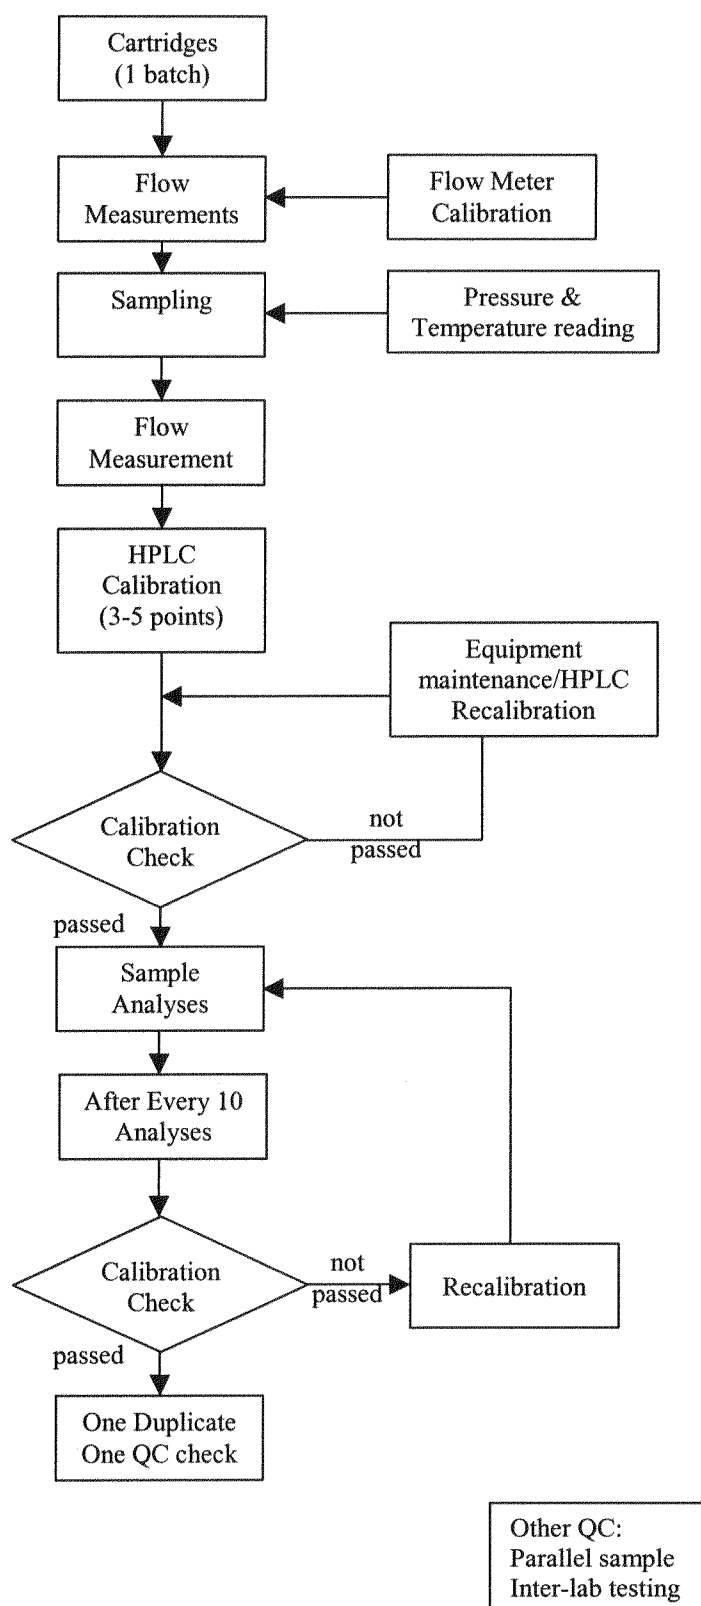 Cartridges
(1 batch)
Flow
Measurements
Flow Meter
Calibration
Sampling
Pressure &
Temperature reading
Flow
Measurement
HPLC
Calibration
(3-5 points)
Equipment
maintenance/HPLC
Recalibration
Calibration
Check
not
passed
passed
Sample
Analyses
After Every 10
Analyses
Calibration
Check
not
passed
Recalibration
passed
One Duplicate
One QC check
Other QC:
Parallel sample
Inter-lab testing